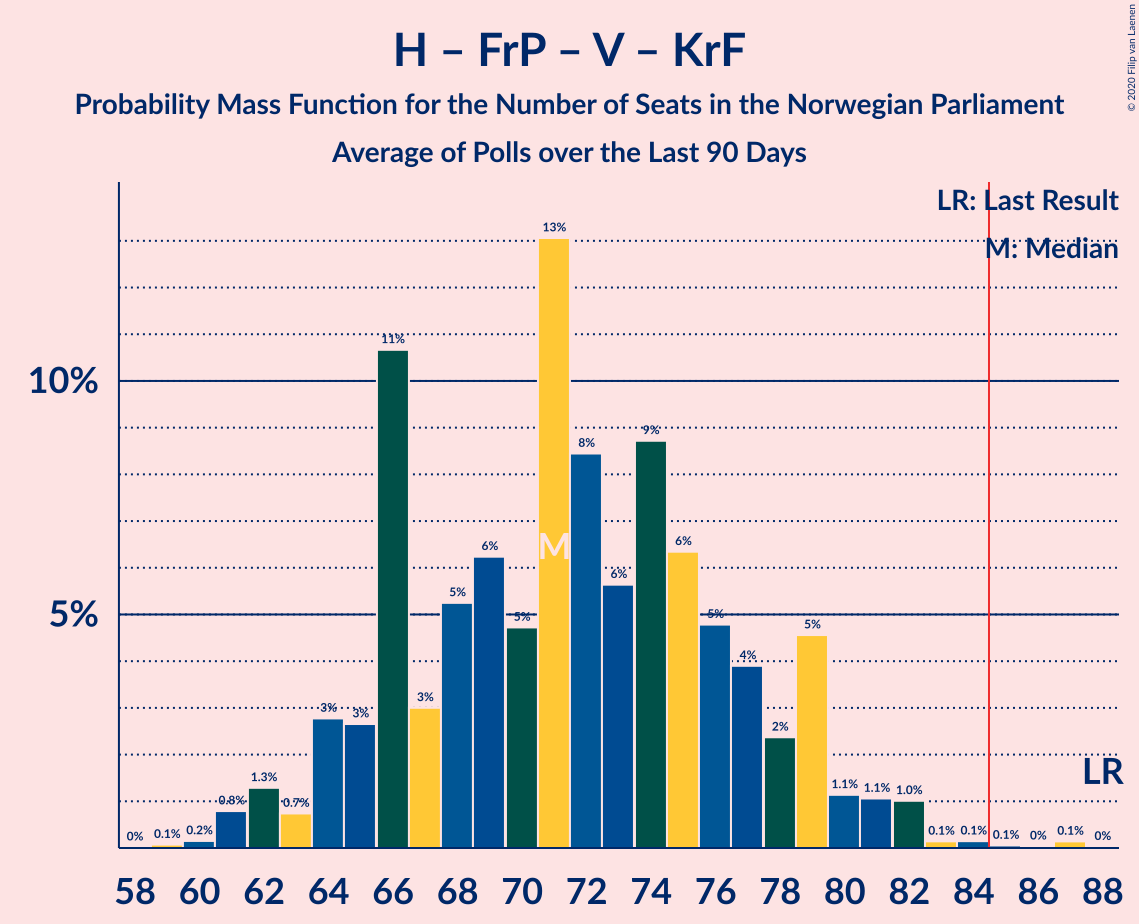 H – FrP – V – KrF
Probability Mass Function for the Number of Seats in the Norwegian Parliament
Average of Polls over the Last 90 Days
© 2020 Filip van Laenen
LR: Last Result
M: Median
10%
5%
0% 0.1% 0.2% 0.8% 1.3% 0.7% 3% 3% 11% 3% 5% 6% 5% 13% 8% 6% 9% 6% 5% 4% 2% 5% 1.1% 1.1% 1.0% 0.1% 0.1% 0.1% 0% 0.1% 0%
M
LR
58 60 62 64 66 68 70 72 74 76 78 80 82 84 86 88